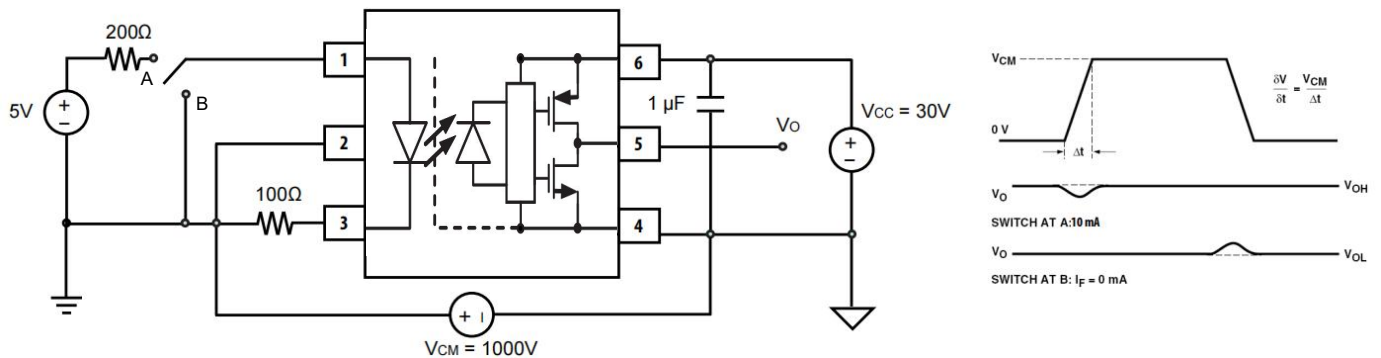 200Ω
A
B
5V
+
−
100Ω
1
2
3
6
5
4
1 µF
VO
VCC = 30V
+
−
+ I
VCM = 1000V
VCM
0 V
Δt
δV/δt = VCM/Δt
VO
VOH
SWITCH AT A:10 mA
VO
VOL
SWITCH AT B: IF = 0 mA